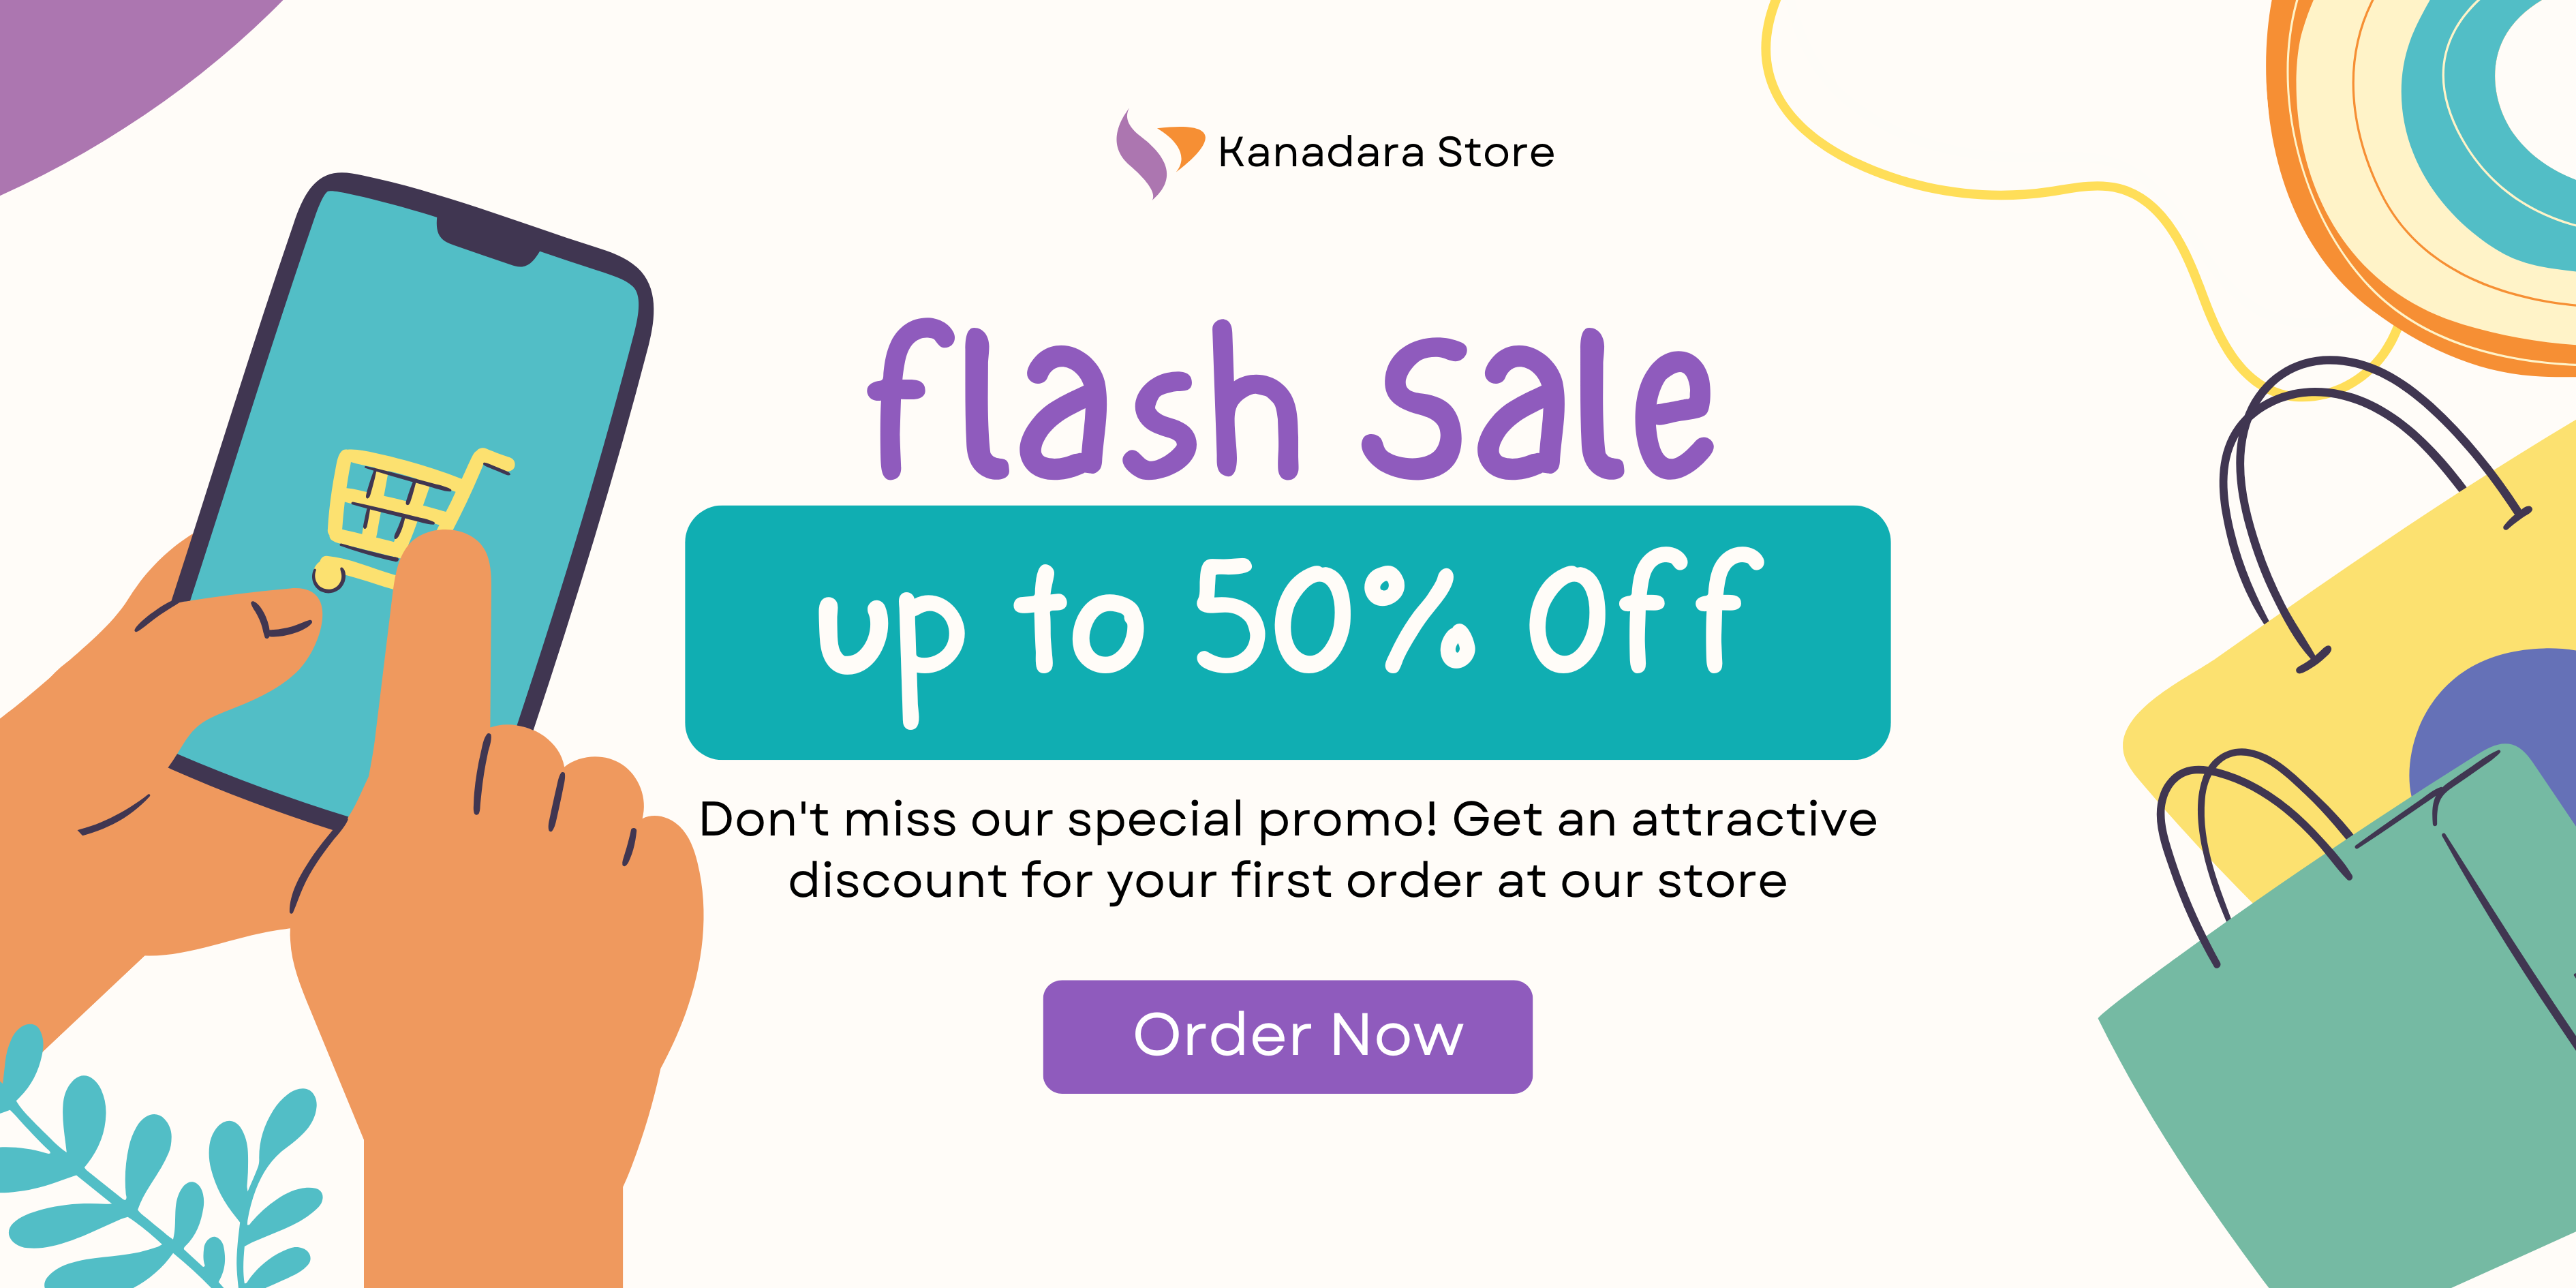 Kanadara Store
flash sale
up to 50% Off
Don't miss our special promo! Get an attractive
discount for your first order at our store
Order Now